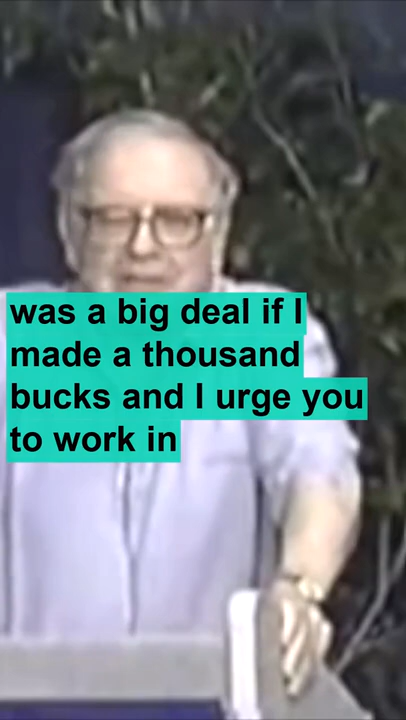 was a big deal if I
made a thousand
bucks and I urge you
to work in